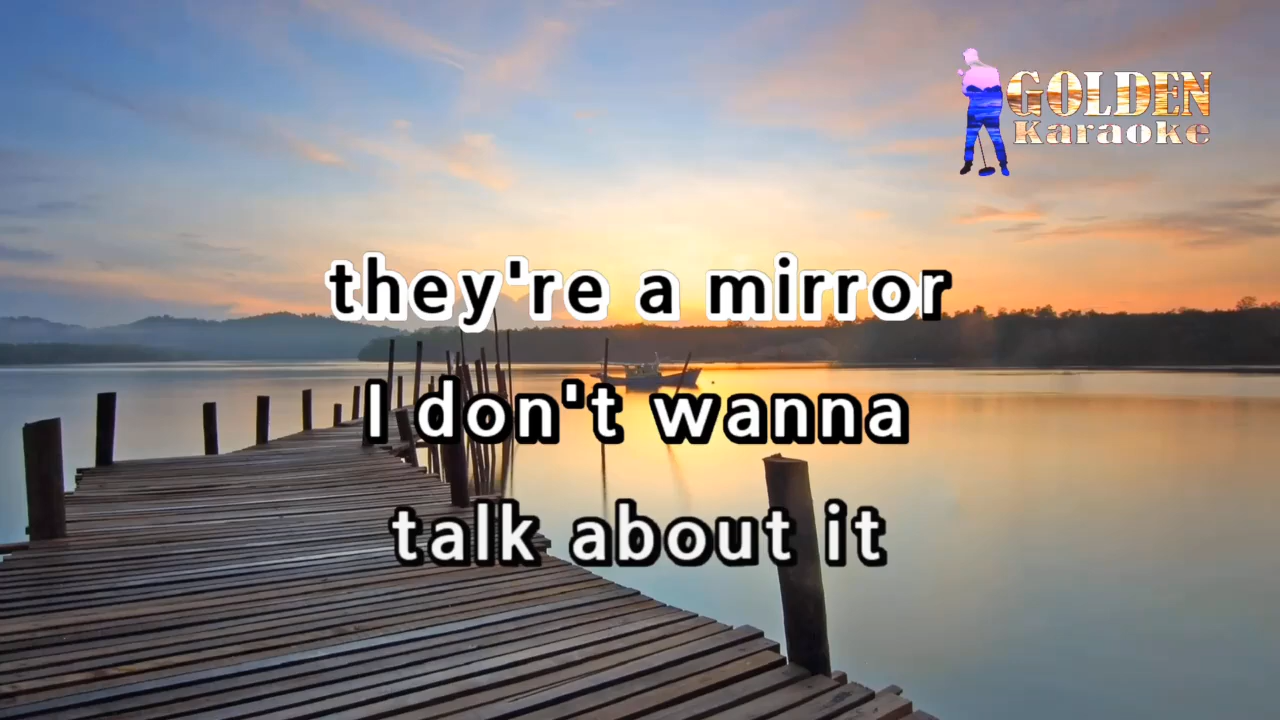 GOLDEN
Karaoke
they're a mirror
I don't wanna
talk about it